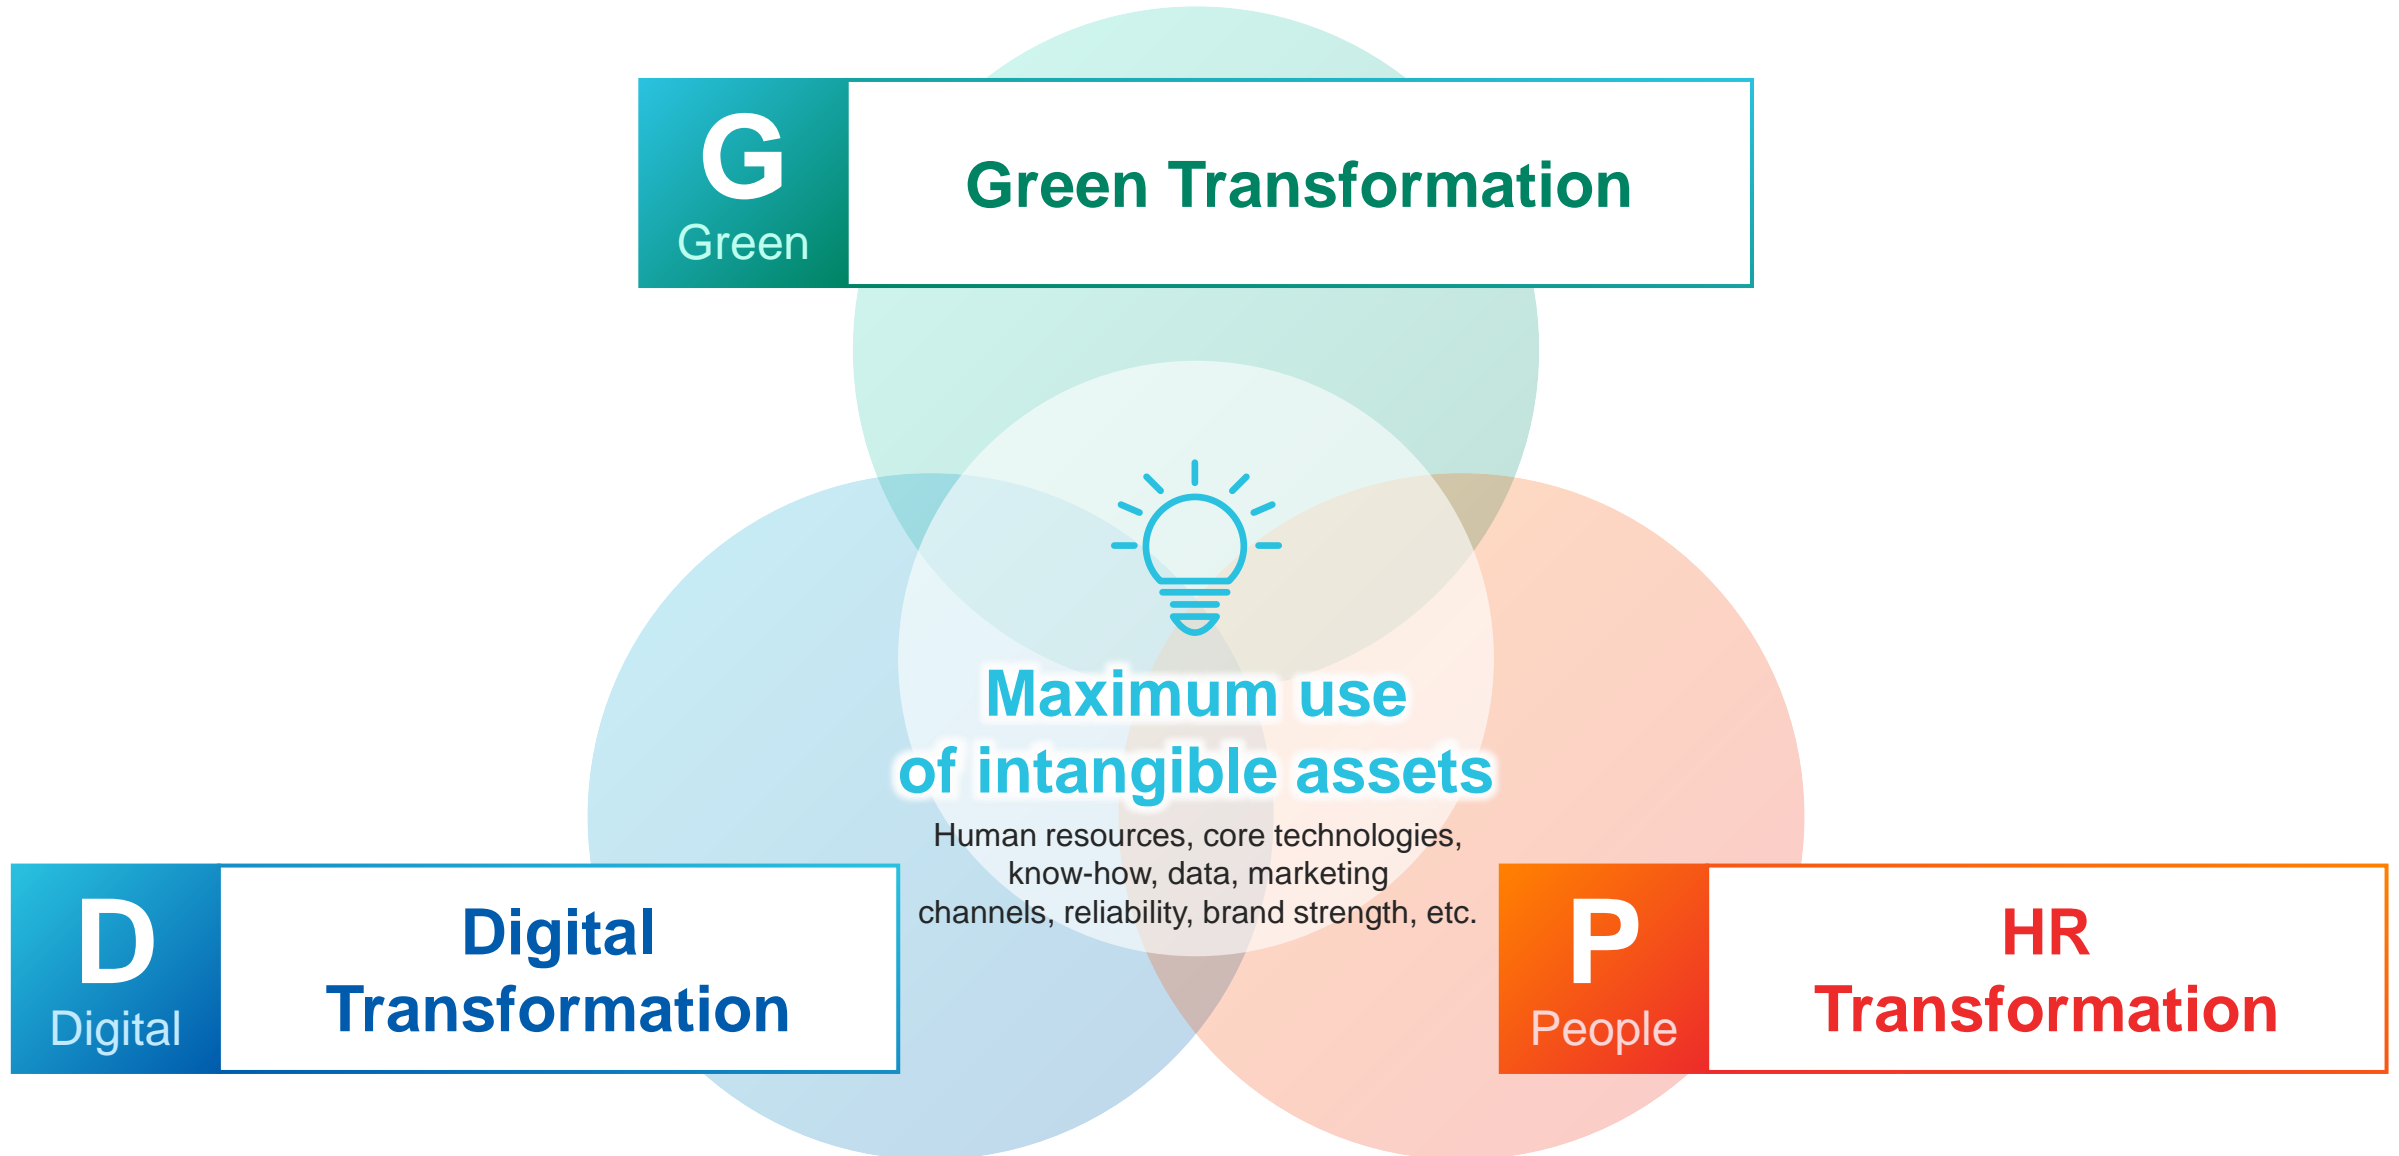 G
Green
Green Transformation
Maximum use
of intangible assets
Human resources, core technologies,
know-how, data, marketing
channels, reliability, brand strength, etc.
D
Digital
Digital
Transformation
P
People
HR
Transformation